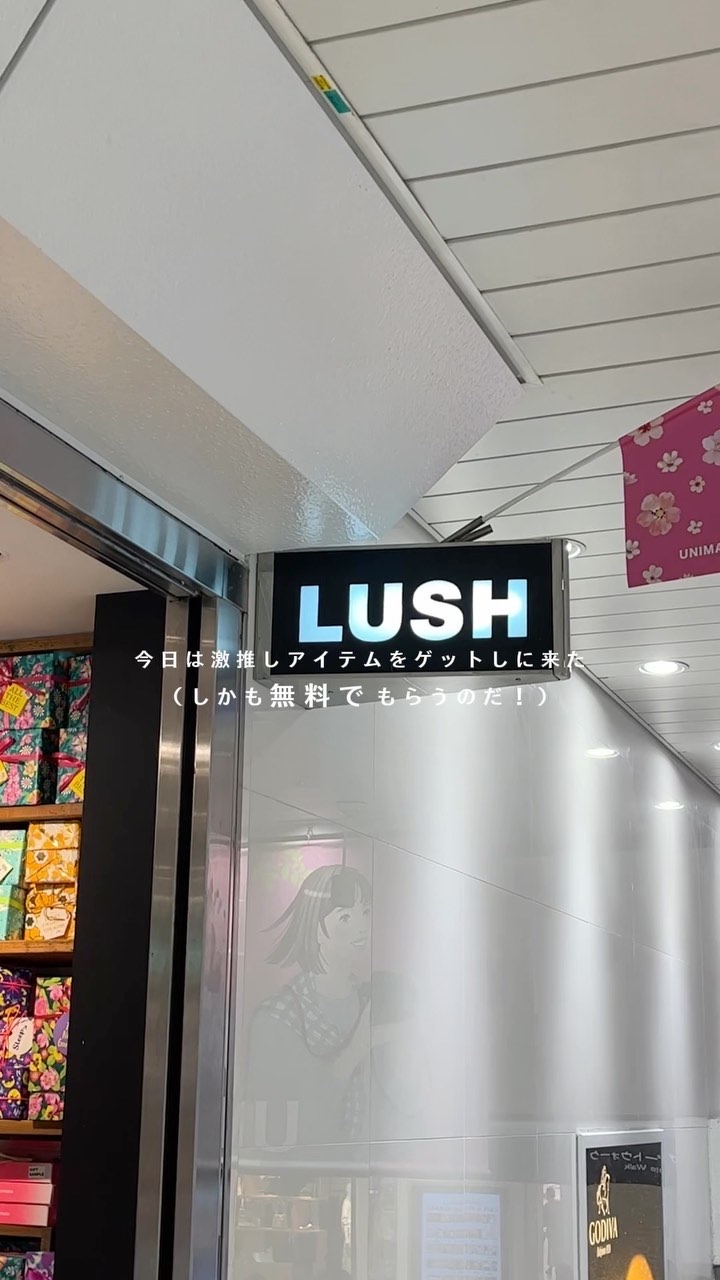 UNIMA
LUSH
今日は激推しアイテムをゲットしに来た
（しかも無料でもらうのだ！）
Sleepy
GODIVA